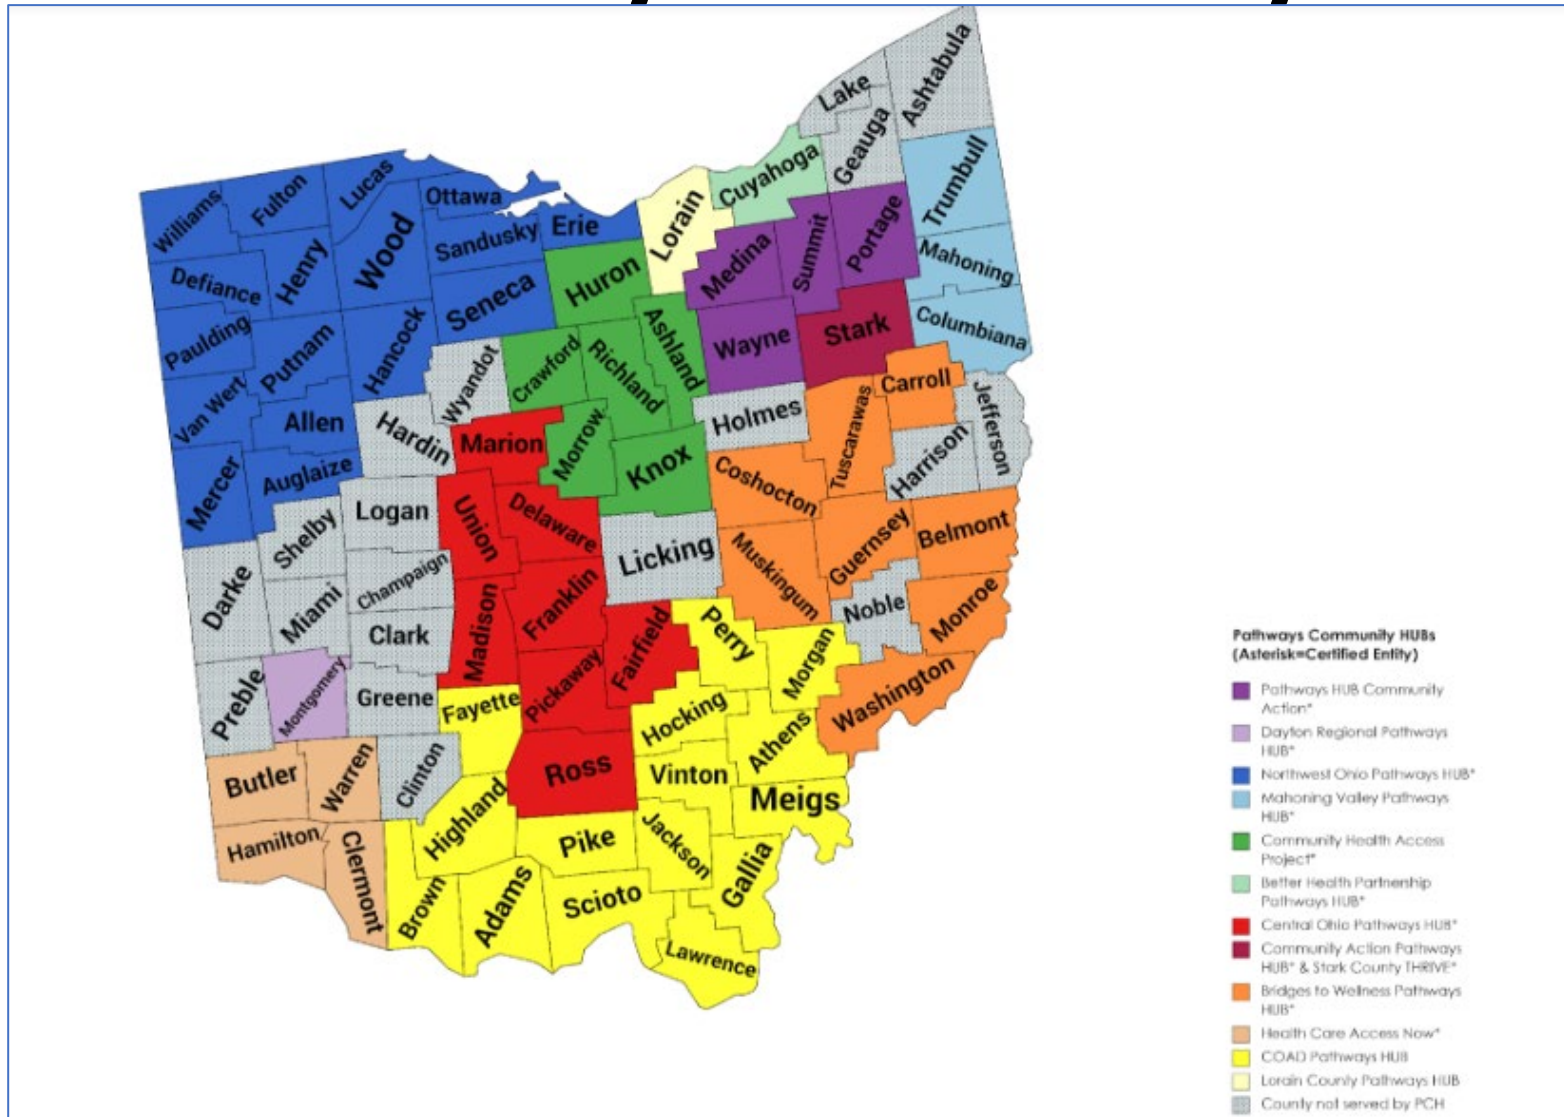 Ashtabula
Lake
Geauga
Cuyahoga
Trumbull
Lucas
Fulton
Williams
Ottawa
Erie
Lorain
Medina
Summit
Portage
Mahoning
Wood
Sandusky
Henry
Defiance
Seneca
Huron
Ashland
Wayne
Stark
Columbiana
Paulding
Putnam
Hancock
Wyandot
Crawford
Richland
Carroll
Jefferson
Van Wert
Allen
Hardin
Marion
Morrow
Knox
Holmes
Tuscarawas
Harrison
Mercer
Auglaize
Shelby
Logan
Union
Delaware
Coshocton
Licking
Muskingum
Guernsey
Belmont
Darke
Miami
Champaign
Clark
Madison
Franklin
Fairfield
Perry
Morgan
Noble
Monroe
Preble
Montgomery
Greene
Fayette
Pickaway
Hocking
Athens
Washington
Butler
Warren
Clinton
Ross
Vinton
Meigs
Hamilton
Clermont
Highland
Pike
Jackson
Gallia
Brown
Adams
Scioto
Lawrence
Pathways Community HUBs
(Asterisk=Certified Entity)
Pathways HUB Community
Action*
Dayton Regional Pathways
HUB*
Northwest Ohio Pathways HUB*
Mahoning Valley Pathways
HUB*
Community Health Access
Project*
Better Health Partnership
Pathways HUB*
Central Ohio Pathways HUB*
Community Action Pathways
HUB* & Stark County THRIVE*
Bridges to Wellness Pathways
HUB*
Health Care Access Now*
COAD Pathways HUB
Lorain County Pathways HUB
County not served by PCH